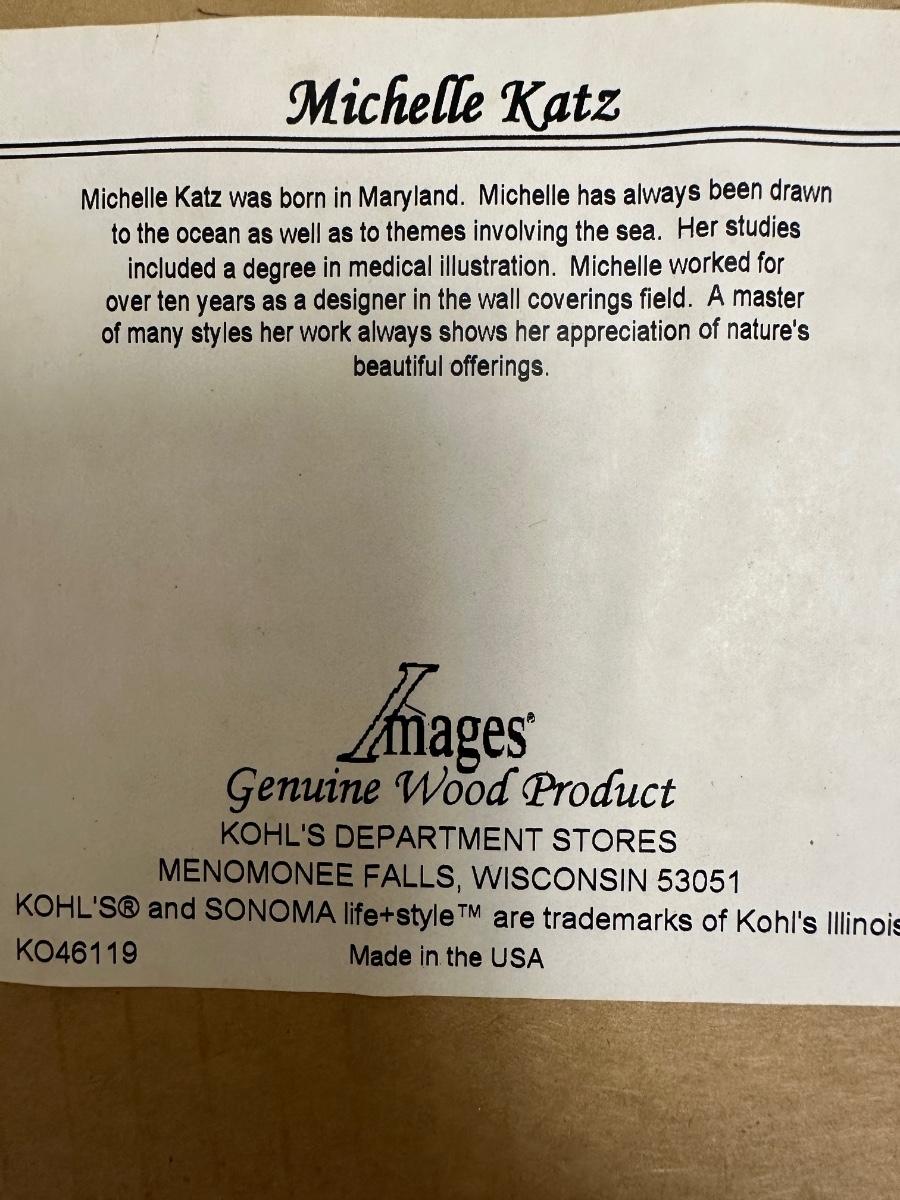 Michelle Katz
Michelle Katz was born in Maryland. Michelle has always been drawn
to the ocean as well as to themes involving the sea. Her studies
included a degree in medical illustration. Michelle worked for
over ten years as a designer in the wall coverings field. A master
of many styles her work always shows her appreciation of nature's
beautiful offerings.
Images®
Genuine Wood Product
KOHL'S DEPARTMENT STORES
MENOMONEE FALLS, WISCONSIN 53051
KOHL'S® and SONOMA life+style™ are trademarks of Kohl's Illinois
KO46119 Made in the USA